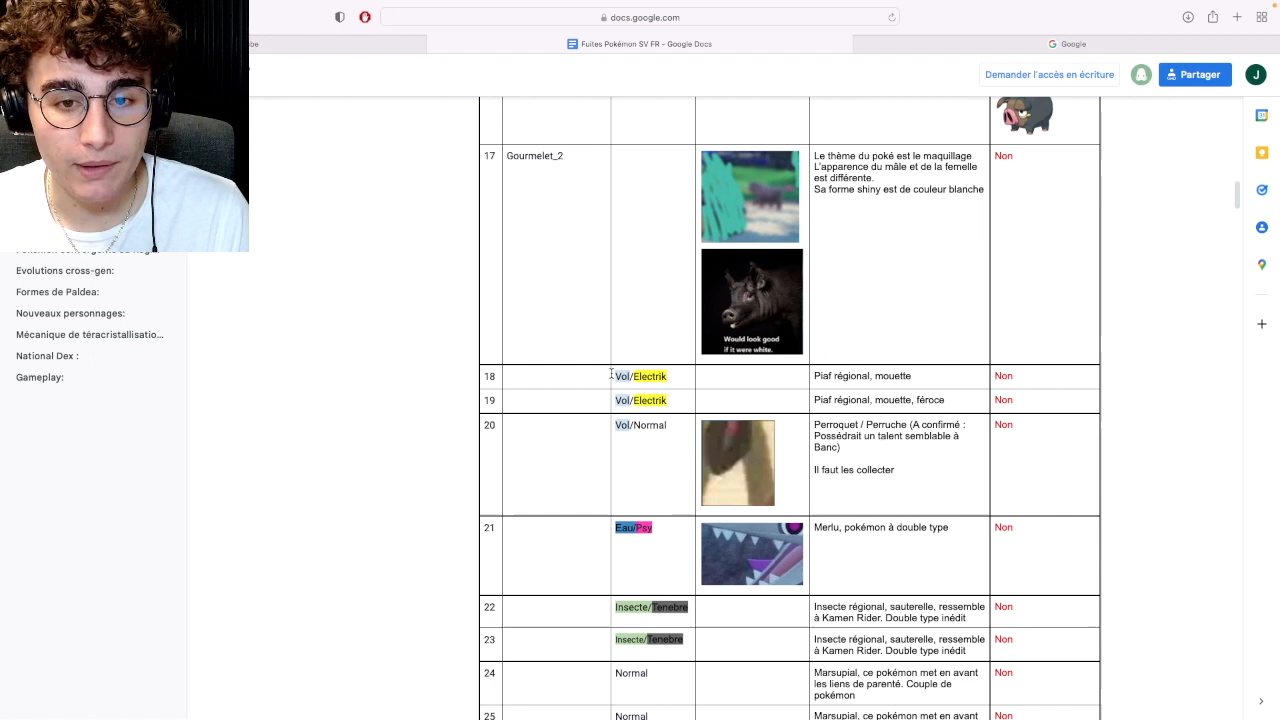 docs.google.com
be
Fuites Pokémon SV FR - Google Docs
Google
Demander l'accès en écriture
Partager
J
Evolutions cross-gen:
Formes de Paldea:
Nouveaux personnages:
Mécanique de téracristallisatio...
National Dex :
Gameplay:
17
Gourmelet_2
Le thème du poké est le maquillage
L'apparence du mâle et de la femelle
est différente.
Sa forme shiny est de couleur blanche
Non
Would look good
if it were white.
18
Vol/Electrik
Piaf régional, mouette
Non
19
Vol/Electrik
Piaf régional, mouette, féroce
Non
20
Vol/Normal
Perroquet / Perruche (A confirmé :
Possédrait un talent semblable à
Banc)
Il faut les collecter
Non
21
Eau/Psy
Merlu, pokémon à double type
Non
22
Insecte/Tenebre
Insecte régional, sauterelle, ressemble
à Kamen Rider. Double type inédit
Non
23
Insecte/Tenebre
Insecte régional, sauterelle, ressemble
à Kamen Rider. Double type inédit
Non
24
Normal
Marsupial, ce pokémon met en avant
les liens de parenté. Couple de
pokémon
Non
25
Normal
Marsupial, ce pokémon met en avant
Non